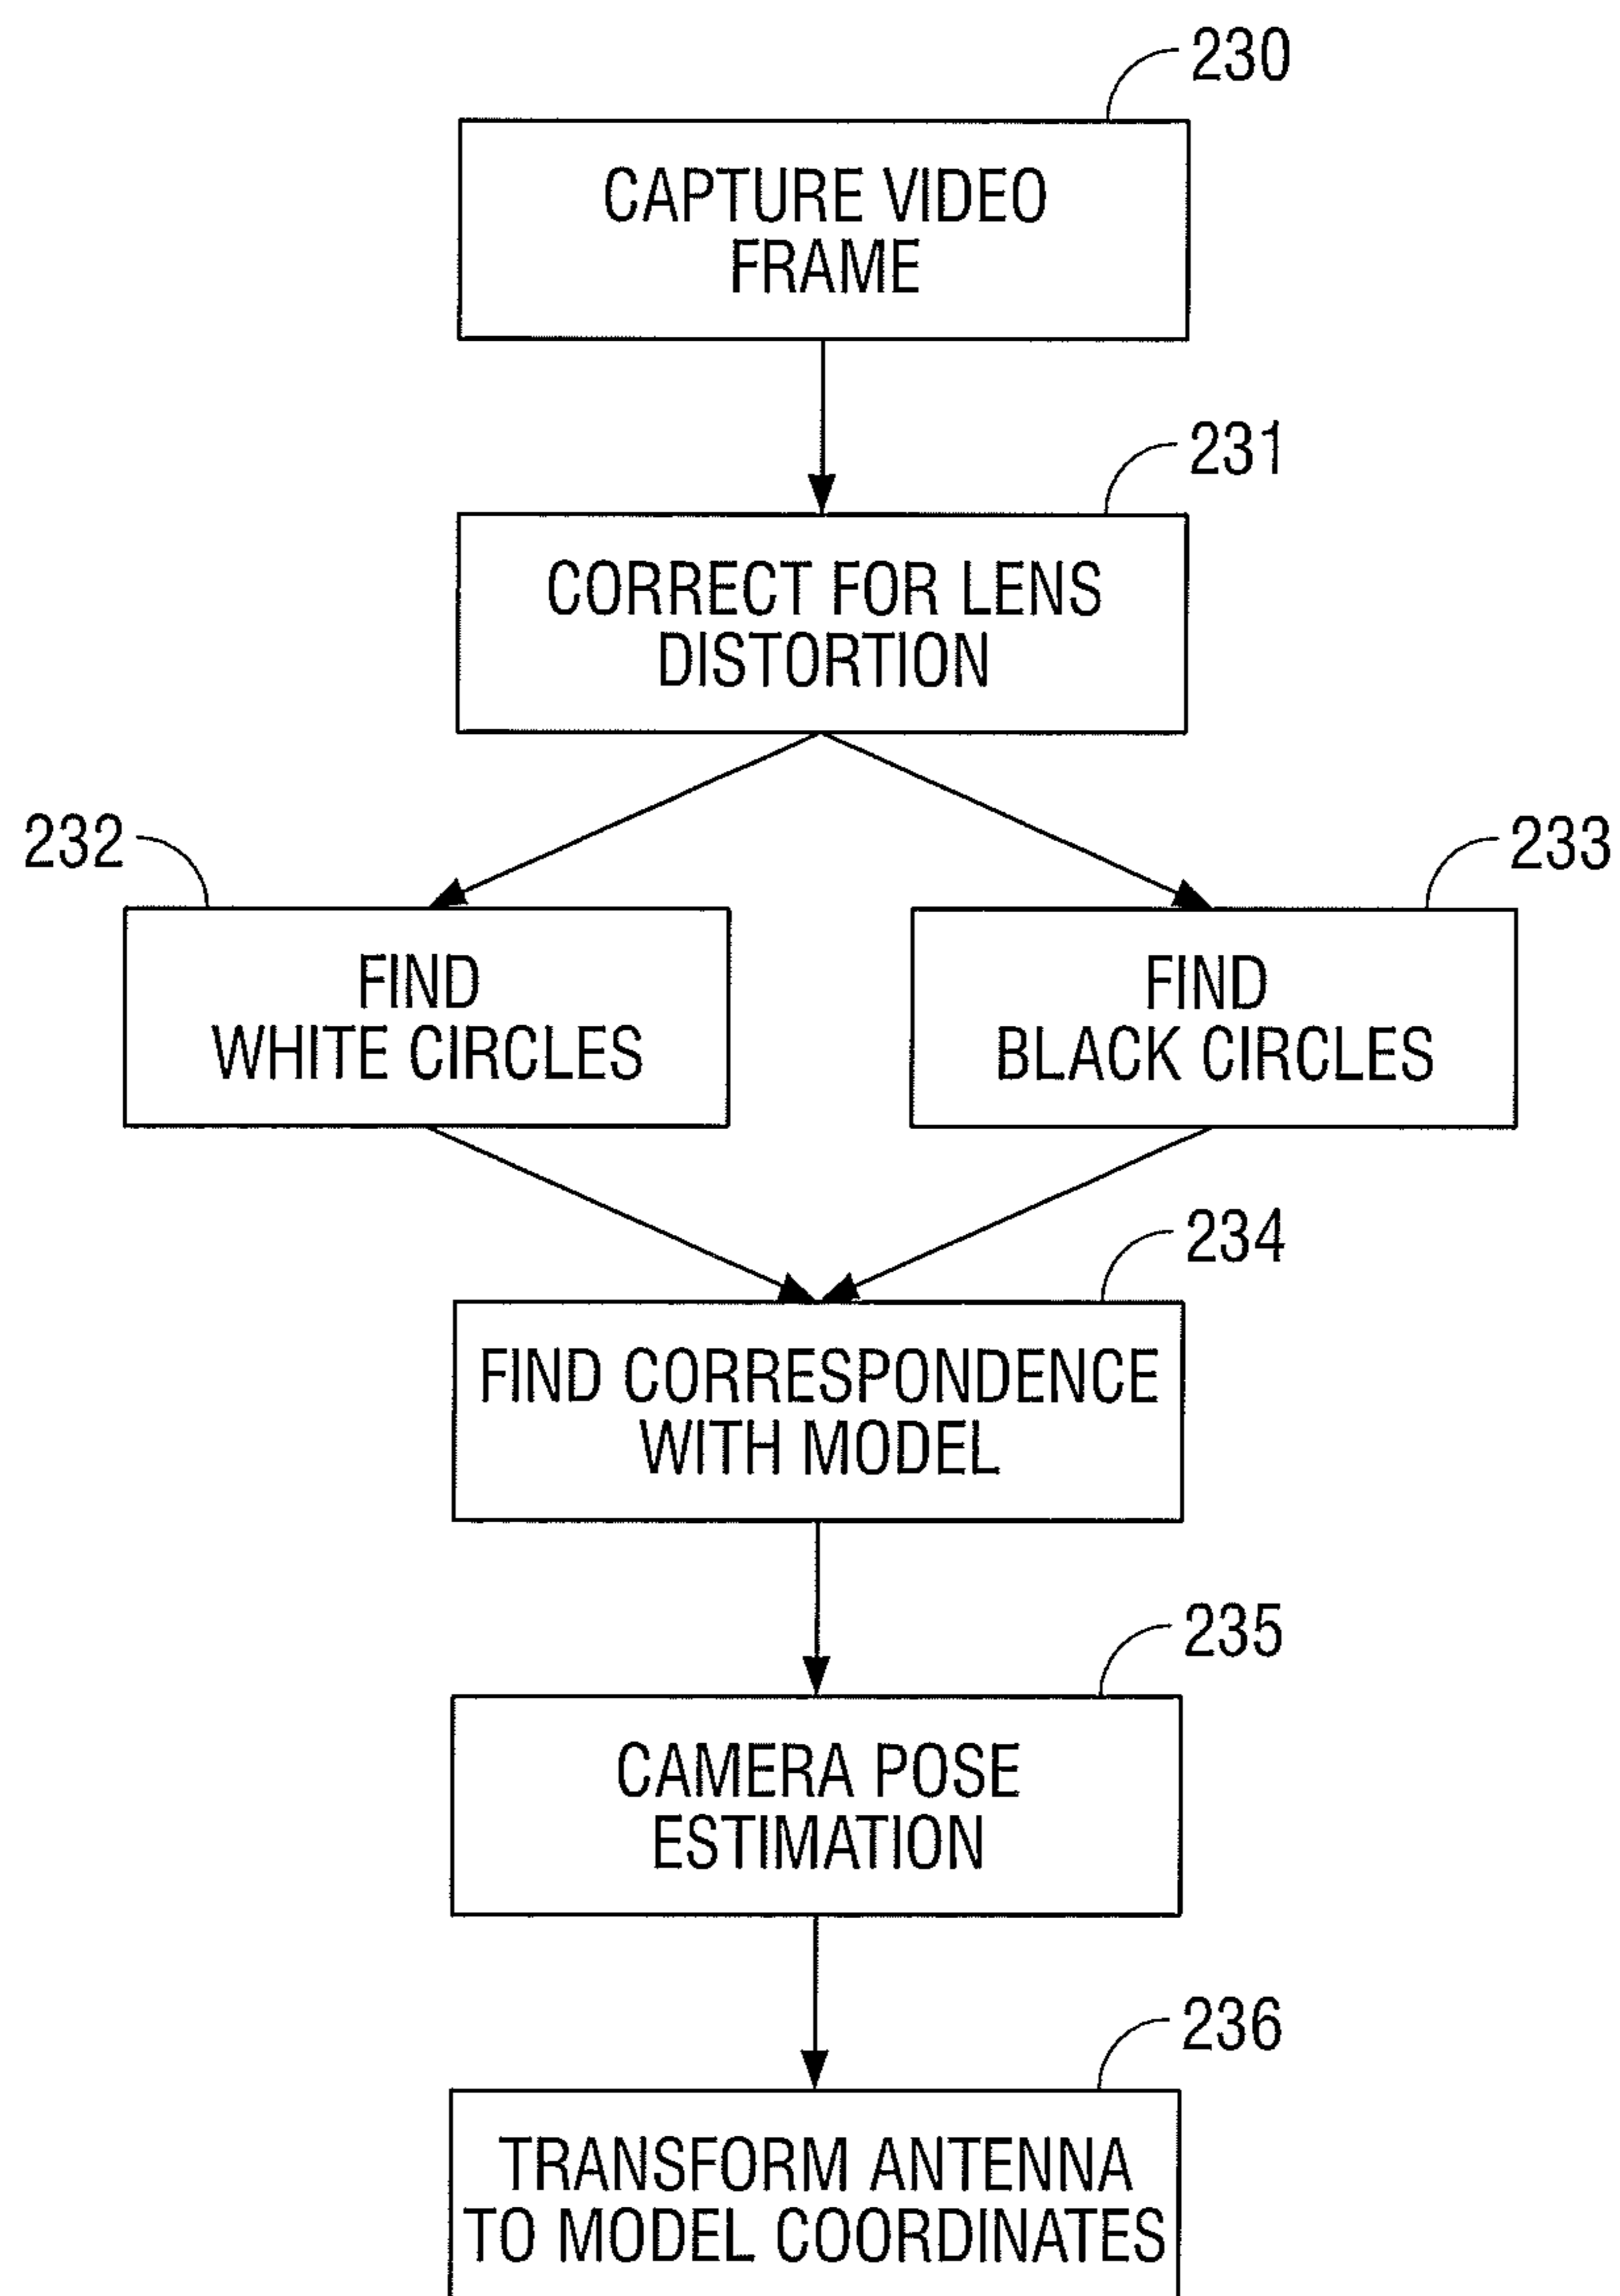 230
CAPTURE VIDEO
FRAME
231
CORRECT FOR LENS
DISTORTION
232
FIND
WHITE CIRCLES
233
FIND
BLACK CIRCLES
234
FIND CORRESPONDENCE
WITH MODEL
235
CAMERA POSE
ESTIMATION
236
TRANSFORM ANTENNA
TO MODEL COORDINATES